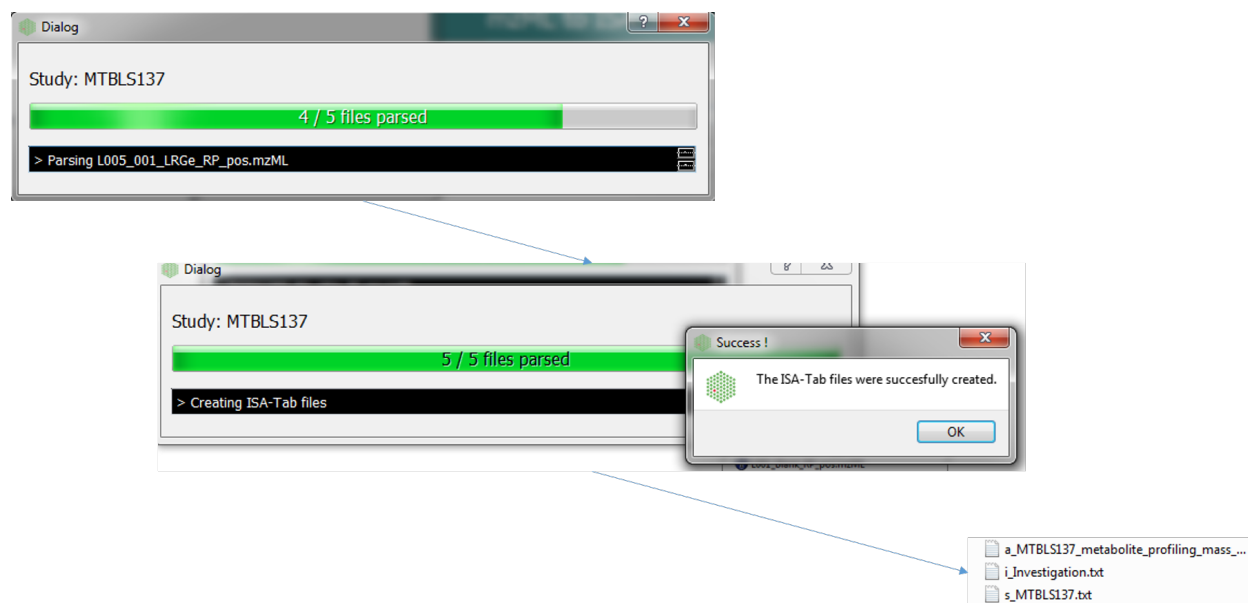 Dialog
?
Study: MTBLS137
4 / 5 files parsed
> Parsing L005_001_LRGe_RP_pos.mzML
Dialog
Study: MTBLS137
5 / 5 files parsed
> Creating ISA-Tab files
Success !
The ISA-Tab files were succesfully created.
OK
a_MTBLS137_metabolite_profiling_mass_...
i_Investigation.txt
s_MTBLS137.txt